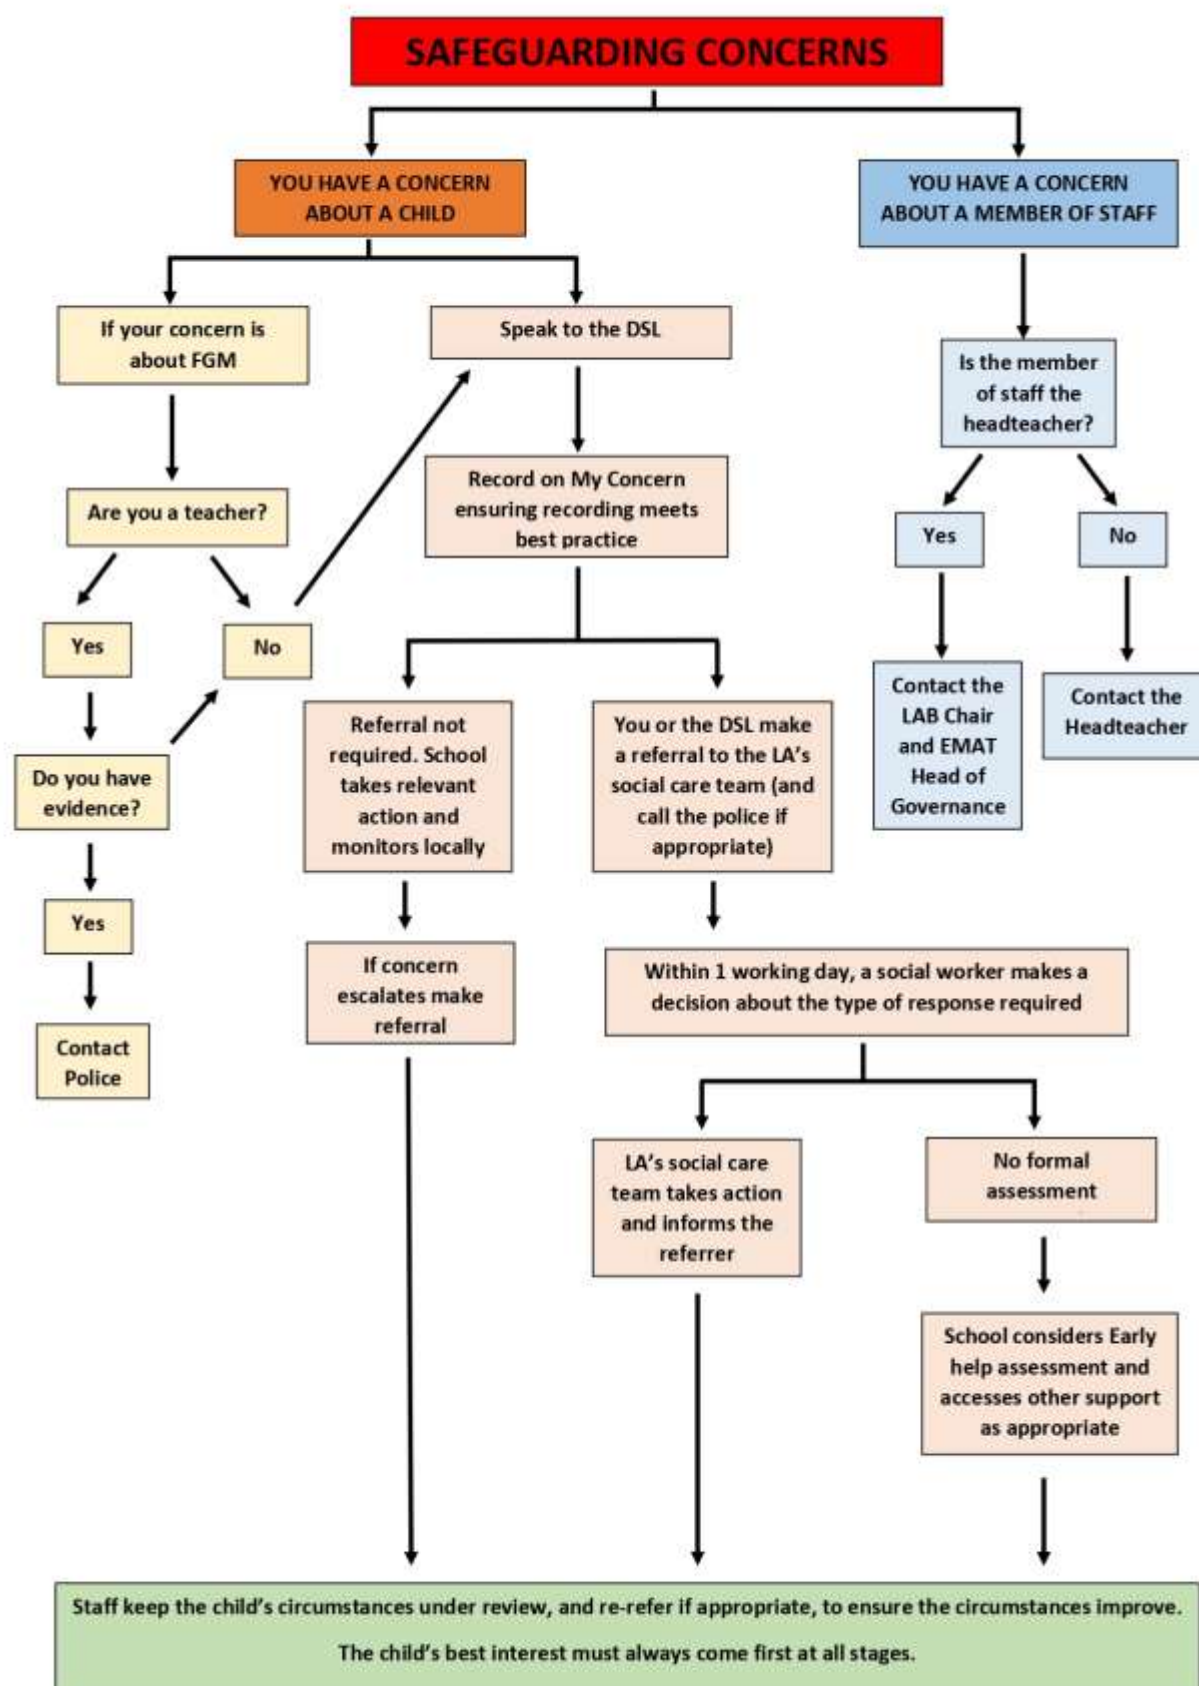 SAFEGUARDING CONCERNS
YOU HAVE A CONCERN
ABOUT A CHILD
YOU HAVE A CONCERN
ABOUT A MEMBER OF STAFF
If your concern is
about FGM
Speak to the DSL
Is the member
of staff the
headteacher?
Are you a teacher?
Record on My Concern
ensuring recording meets
best practice
Yes
No
Yes
No
Referral not
required. School
takes relevant
action and
monitors locally
You or the DSL make
a referral to the LA's
social care team (and
call the police if
appropriate)
Contact the
LAB Chair
and EMAT
Head of
Governance
Contact the
Headteacher
Do you have
evidence?
Yes
Contact
Police
If concern
escalates make
referral
Within 1 working day, a social worker makes a
decision about the type of response required
LA's social care
team takes action
and informs the
referrer
No formal
assessment
School considers Early
help assessment and
accesses other support
as appropriate
Staff keep the child's circumstances under review, and re-refer if appropriate, to ensure the circumstances improve.
The child's best interest must always come first at all stages.